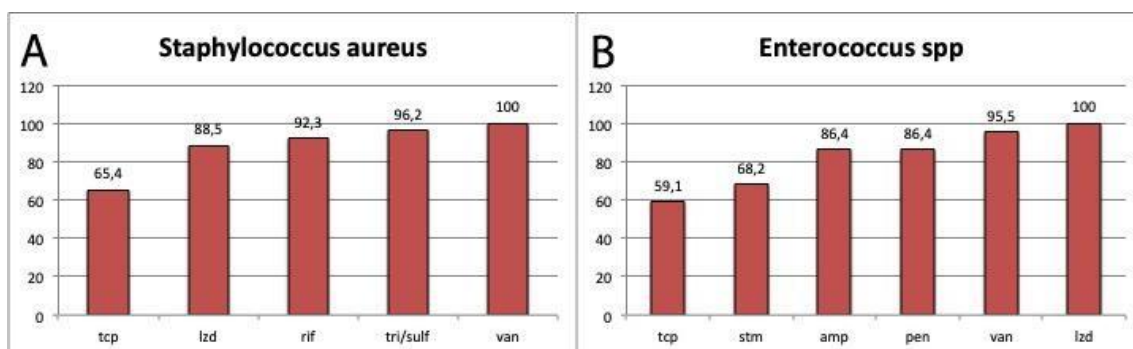 A
Staphylococcus aureus
120
100
80
60
40
20
0
65,4
88,5
92,3
96,2
100
tcp
lzd
rif
tri/sulf
van
B
Enterococcus spp
120
100
80
60
40
20
0
59,1
68,2
86,4
86,4
95,5
100
tcp
stm
amp
pen
van
lzd